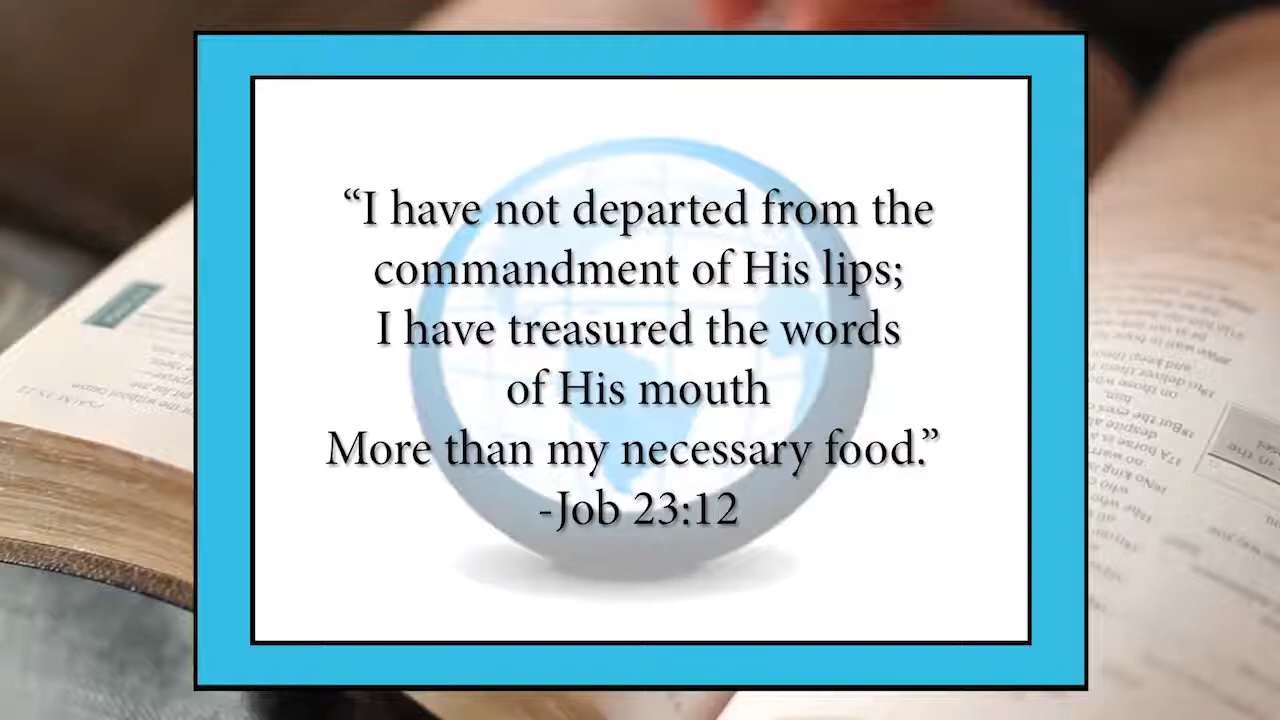 “I have not departed from the
commandment of His lips;
I have treasured the words
of His mouth
More than my necessary food.”
-Job 23:12